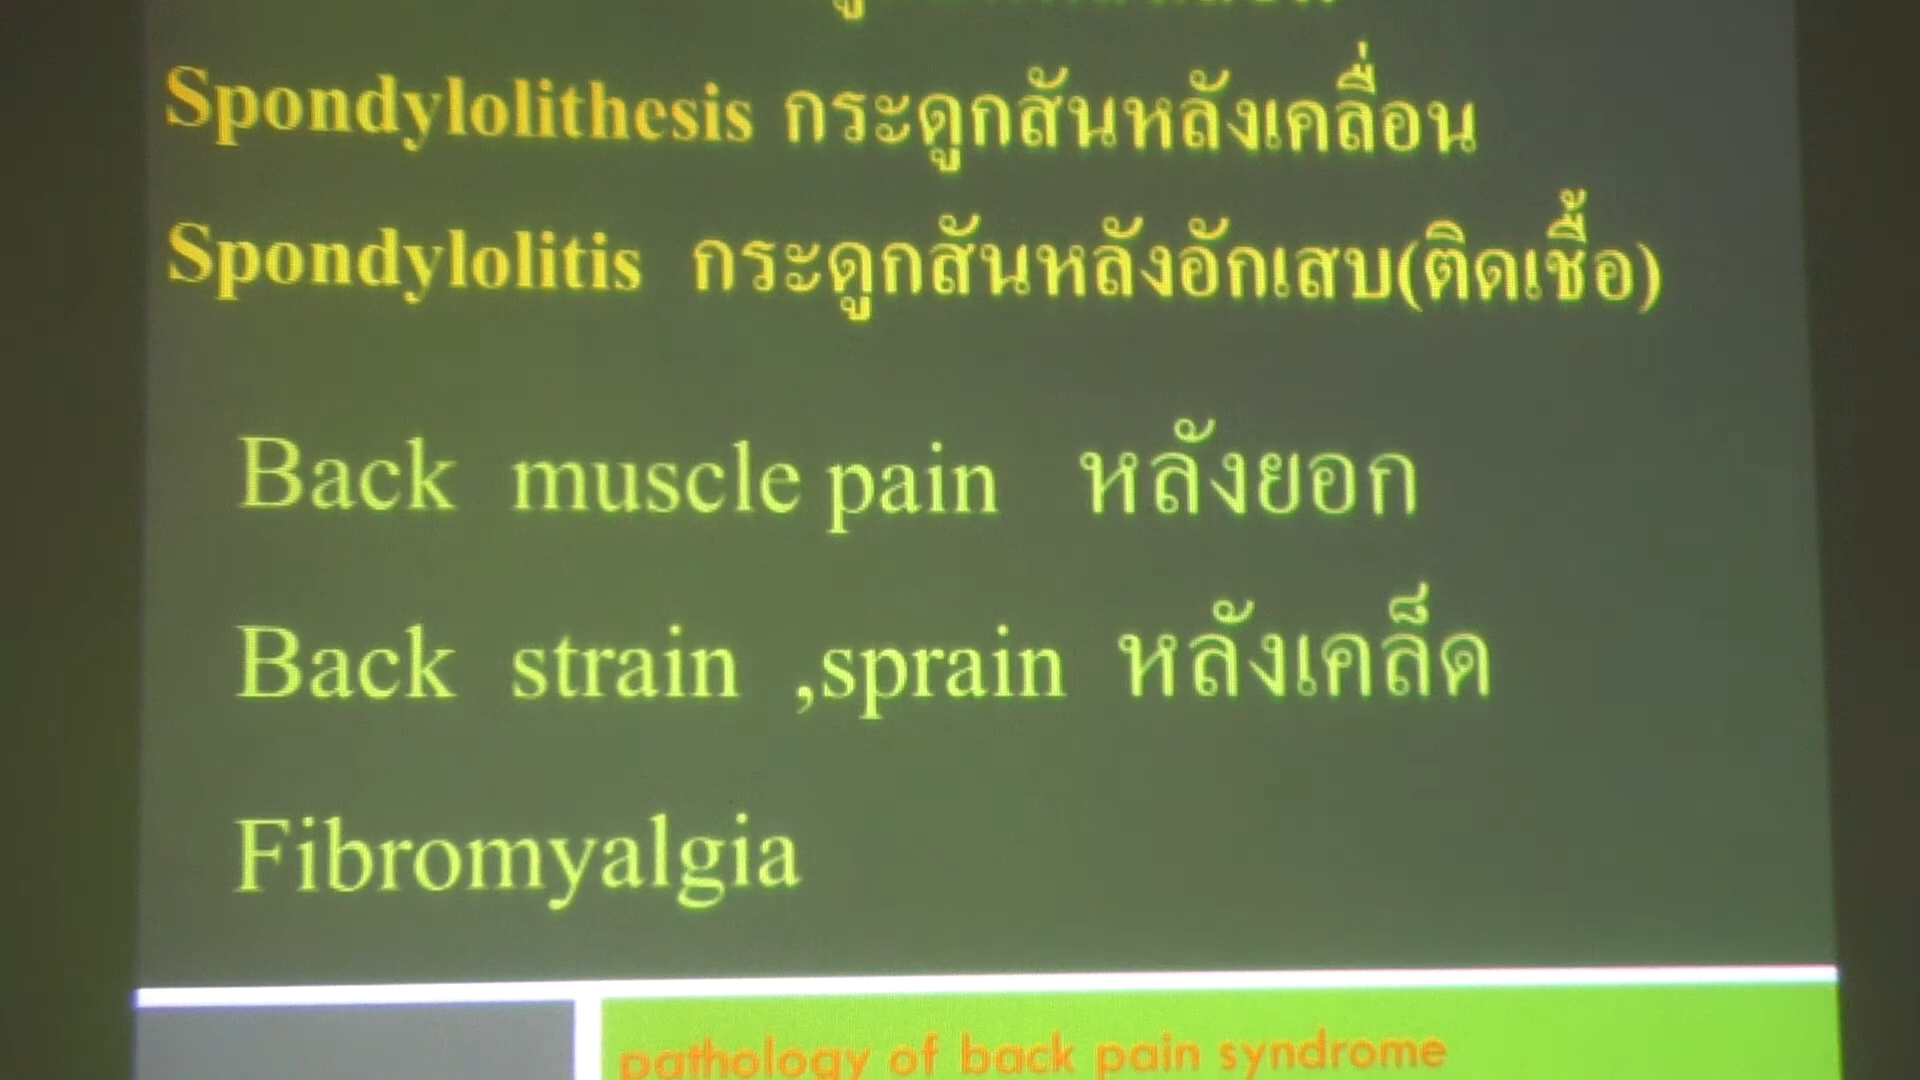 Spondylolithesis กระดูกสันหลังเคลื่อน
Spondylolitis กระดูกสันหลังอักเสบ(ติดเชื้อ)
Back muscle pain หลังยอก
Back strain ,sprain หลังเคล็ด
Fibromyalgia
pathology of back pain syndrome